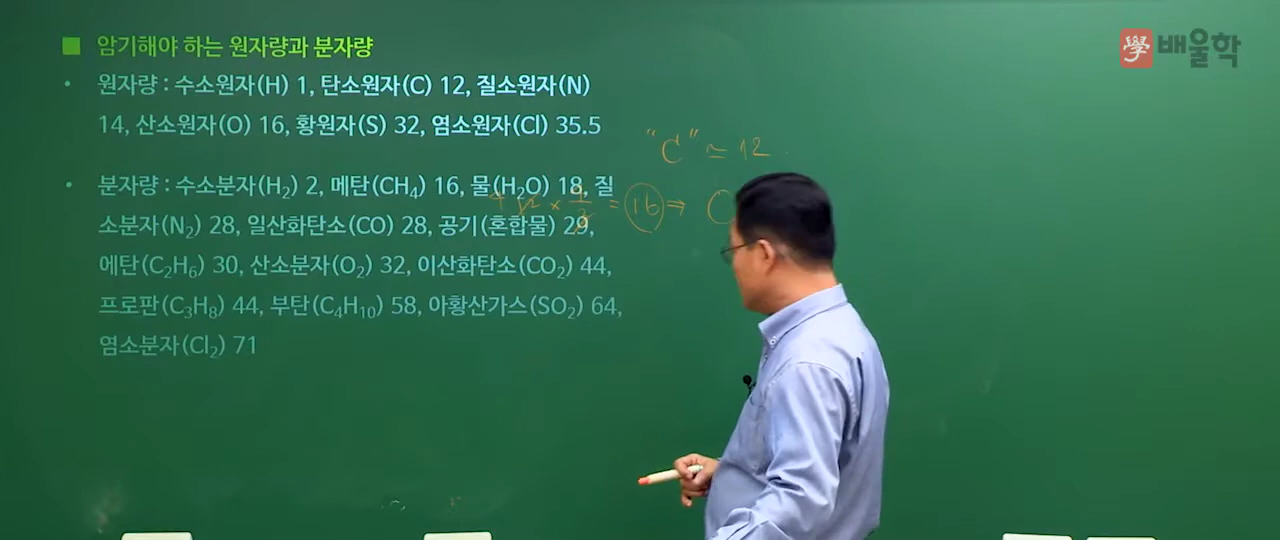 ■ 암기해야 하는 원자량과 분자량
學 배울학
• 원자량 : 수소원자(H) 1, 탄소원자(C) 12, 질소원자(N)
14, 산소원자(O) 16, 황원자(S) 32, 염소원자(Cl) 35.5
"C" ≃ 12
• 분자량 : 수소분자(H₂) 2, 메탄(CH₄) 16, 물(H₂O) 18, 질
소분자(N₂) 28, 일산화탄소(CO) 28, 공기(혼합물) 29,
= 16 ⇒
에탄(C₂H₆) 30, 산소분자(O₂) 32, 이산화탄소(CO₂) 44,
프로판(C₃H₈) 44, 부탄(C₄H₁₀) 58, 아황산가스(SO₂) 64,
염소분자(Cl₂) 71